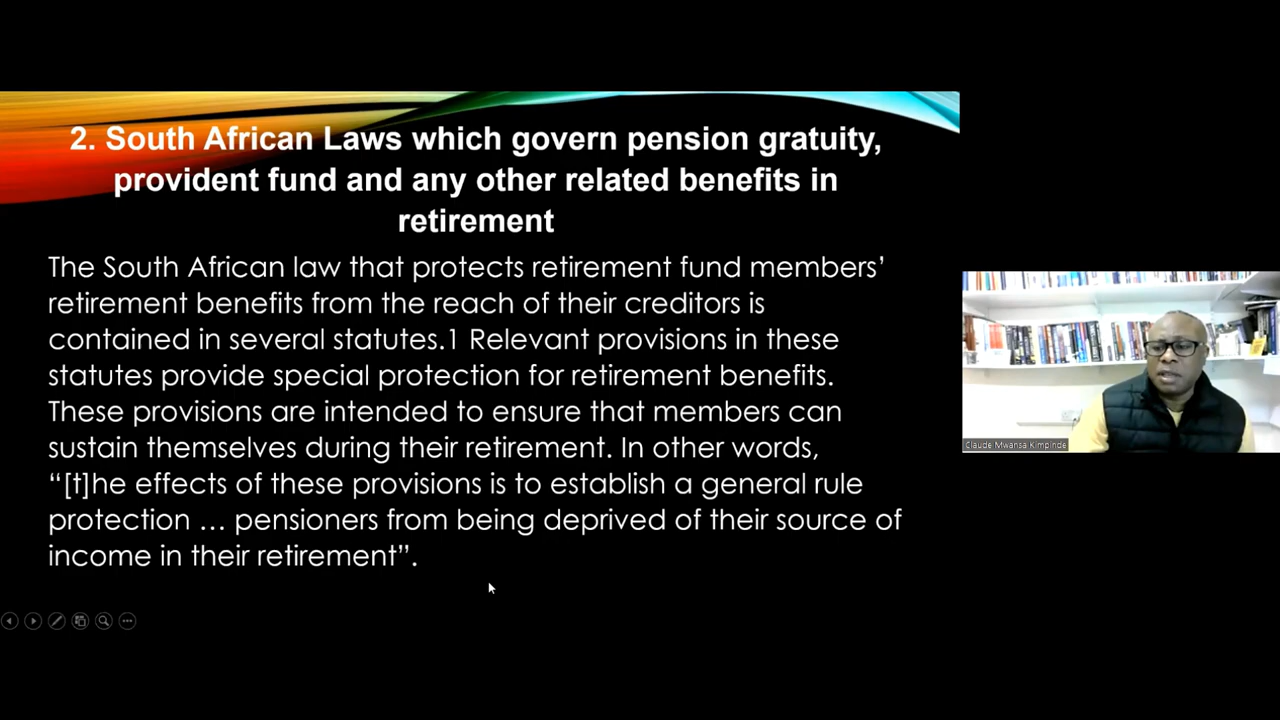 2. South African Laws which govern pension gratuity,
provident fund and any other related benefits in
retirement
The South African law that protects retirement fund members’
retirement benefits from the reach of their creditors is
contained in several statutes.1 Relevant provisions in these
statutes provide special protection for retirement benefits.
These provisions are intended to ensure that members can
sustain themselves during their retirement. In other words,
“[t]he effects of these provisions is to establish a general rule
protection … pensioners from being deprived of their source of
income in their retirement”.
Claude Mwansa Kimpinde